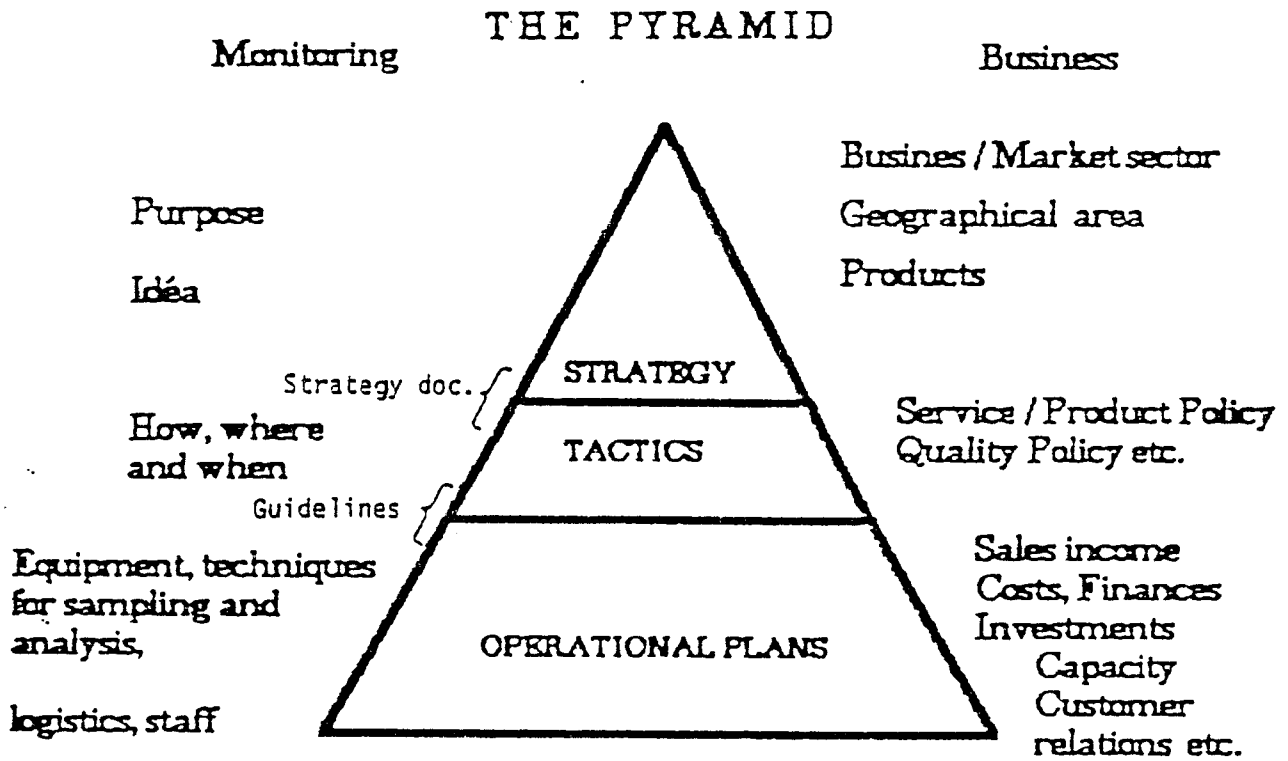 THE PYRAMID
Monitoring
Business
Busines / Market sector
Purpose
Geographical area
Products
Idéa
STRATEGY
Strategy doc.
How, where
and when
TACTICS
Service / Product Policy
Quality Policy etc.
Guidelines
Equipment, techniques
for sampling and
analysis,
logistics, staff
OPERATIONAL PLANS
Sales income
Costs, Finances
Investments
Capacity
Customer
relations etc.